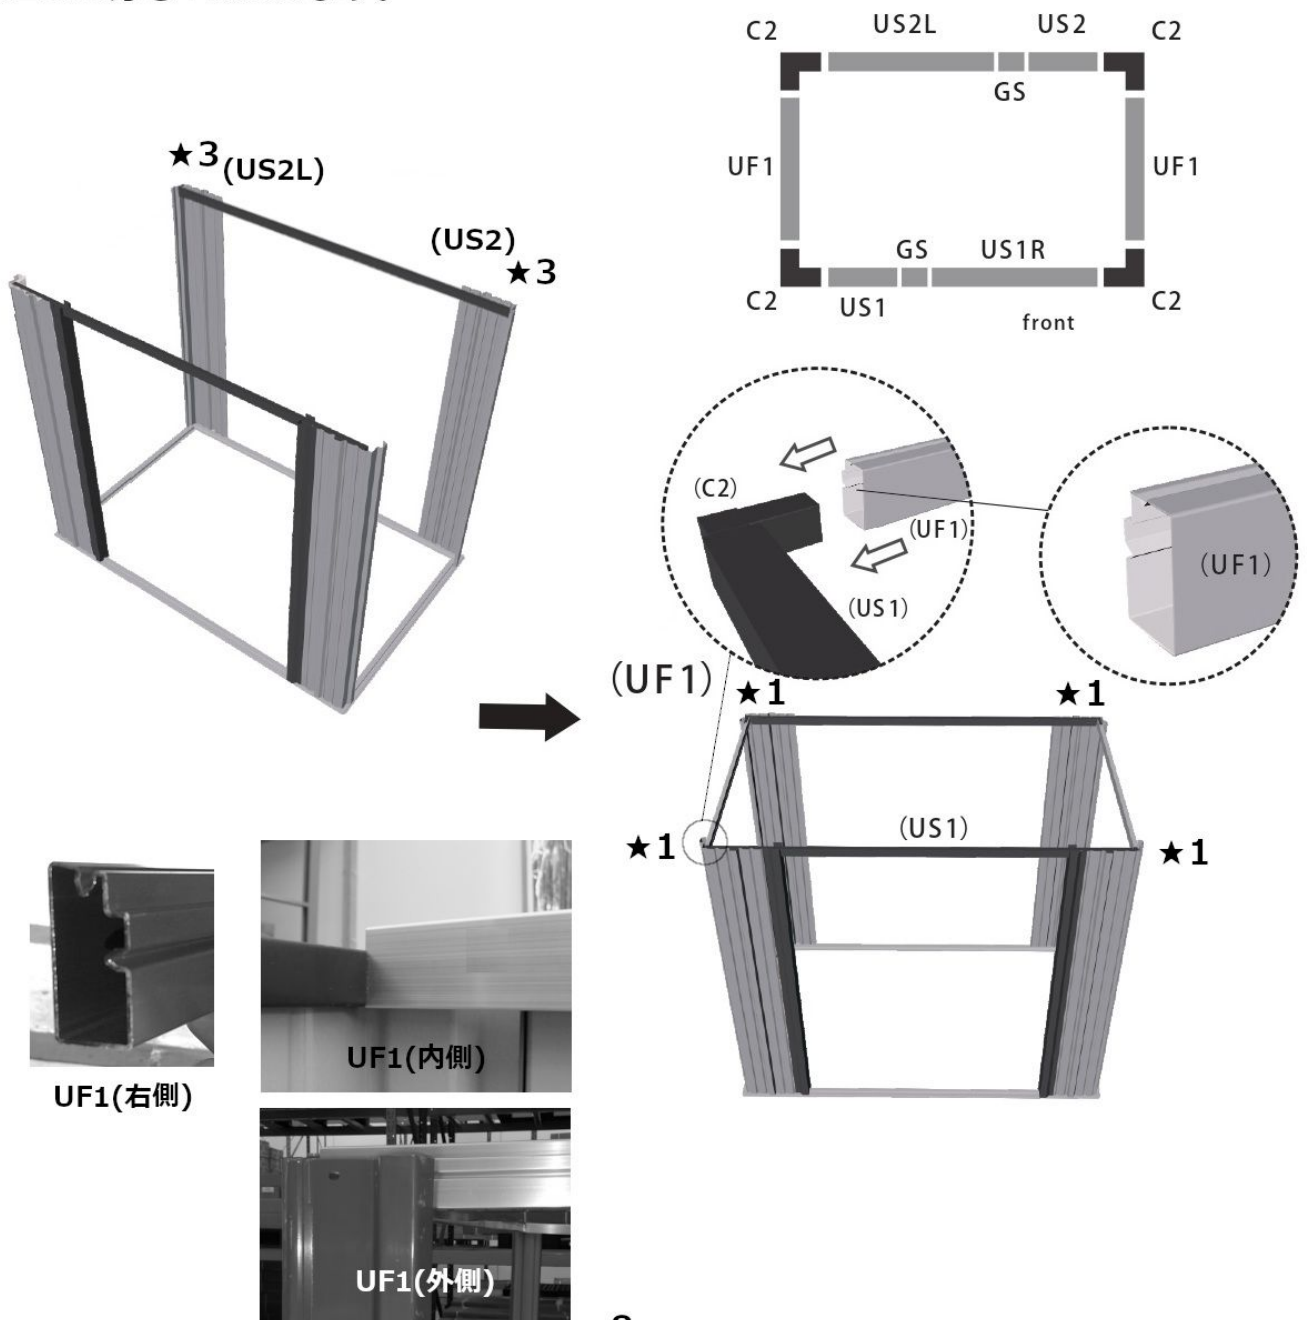 C2
US2L
US2
C2
GS
UF1
UF1
GS
US1R
C2
US1
C2
front
★3
(US2L)
(US2)
★3
(C2)
(UF1)
(US1)
(UF1)
(UF1)
★1
★1
(US1)
★1
★1
UF1(右側)
UF1(内側)
UF1(外側)